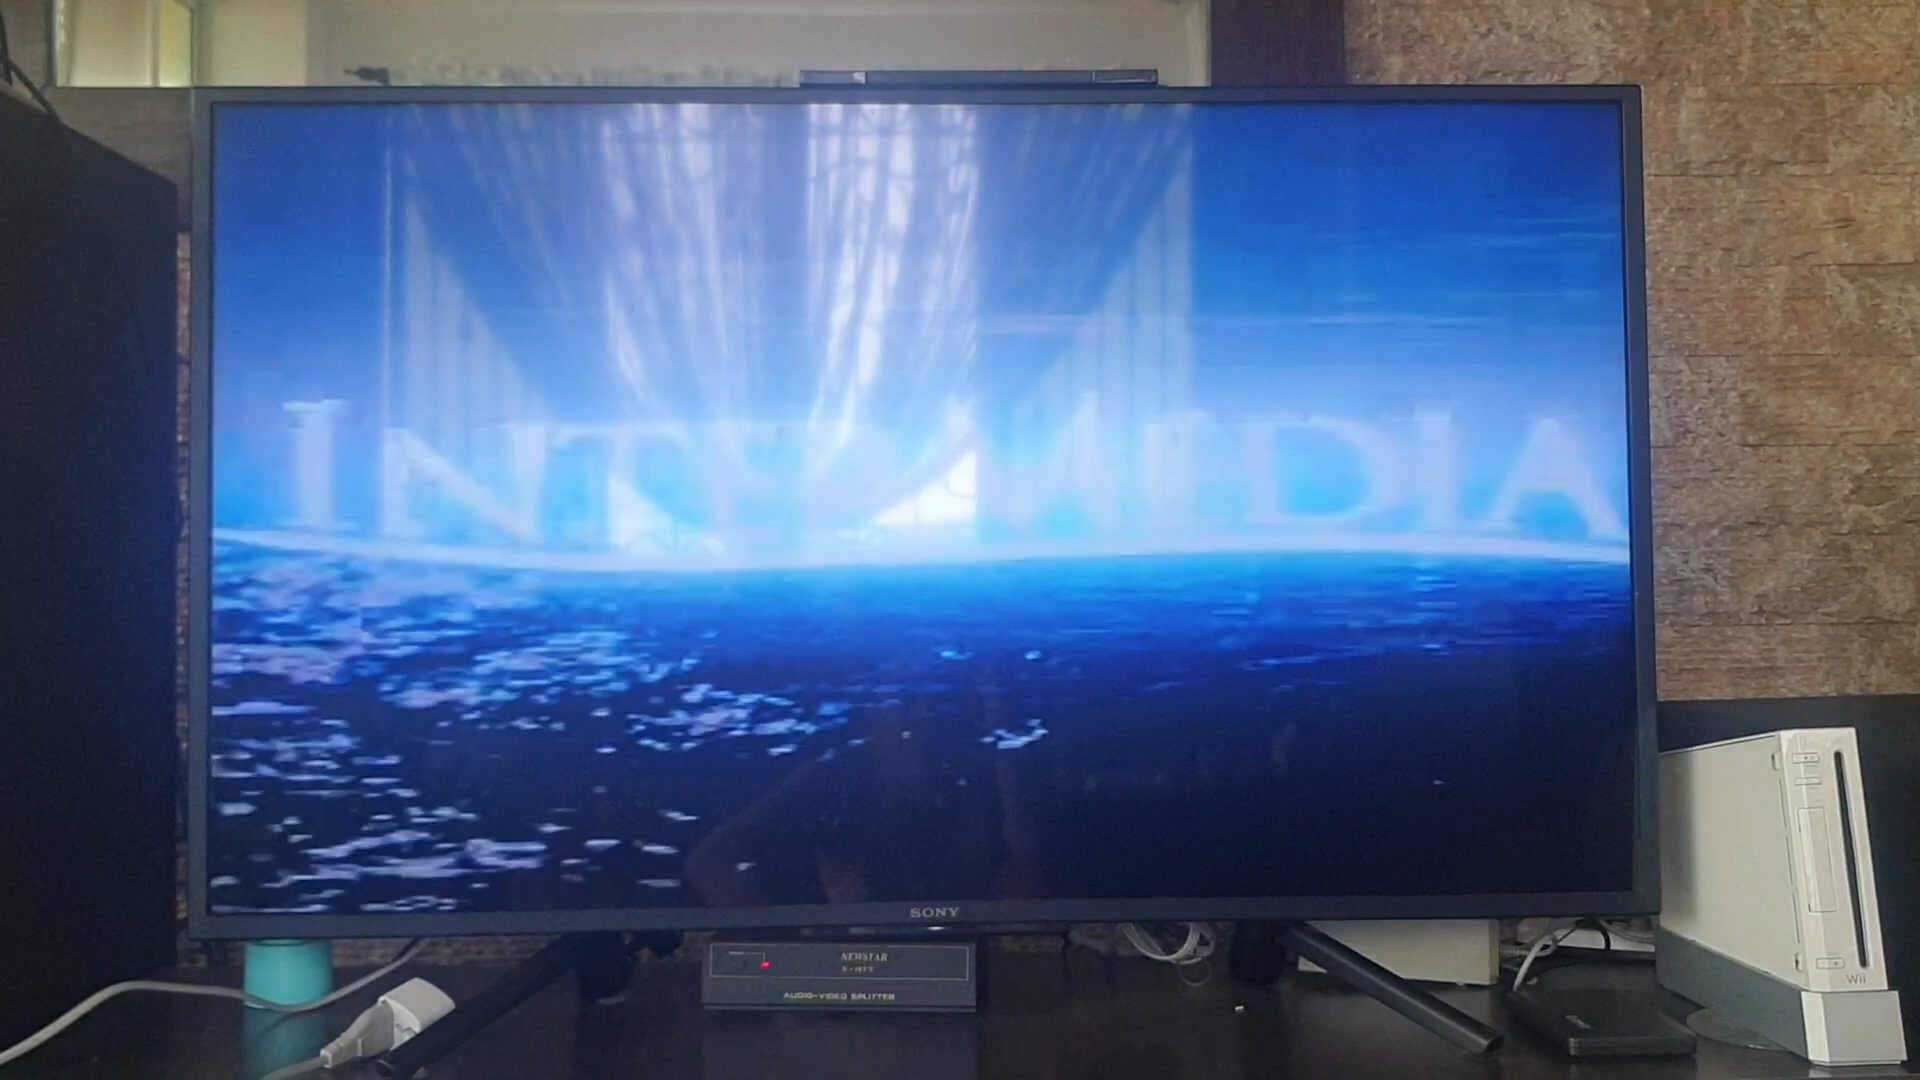 INTERMEDIA
SONY
NEWSTAR
AUDIO-VIDEO SPLITTER
Wii